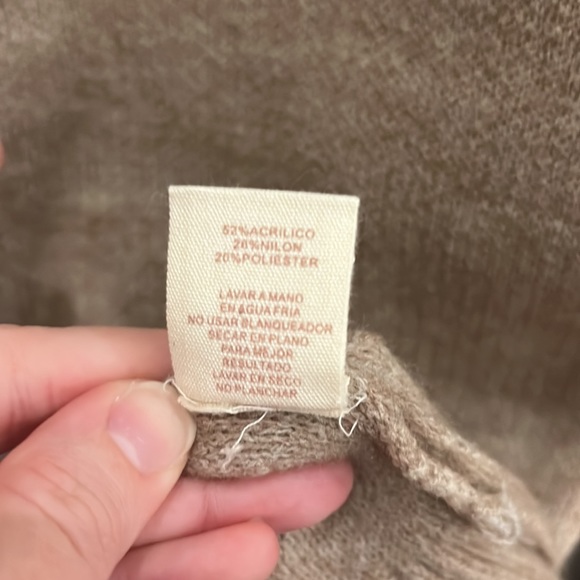 52%ACRILICO
28%NILON
20%POLIESTER
LAVAR A MANO
EN AGUA FRIA
NO USAR BLANQUEADOR
SECAR EN PLANO
PARA MEJOR
RESULTADO
LAVAR EN SECO
NO PLANCHAR